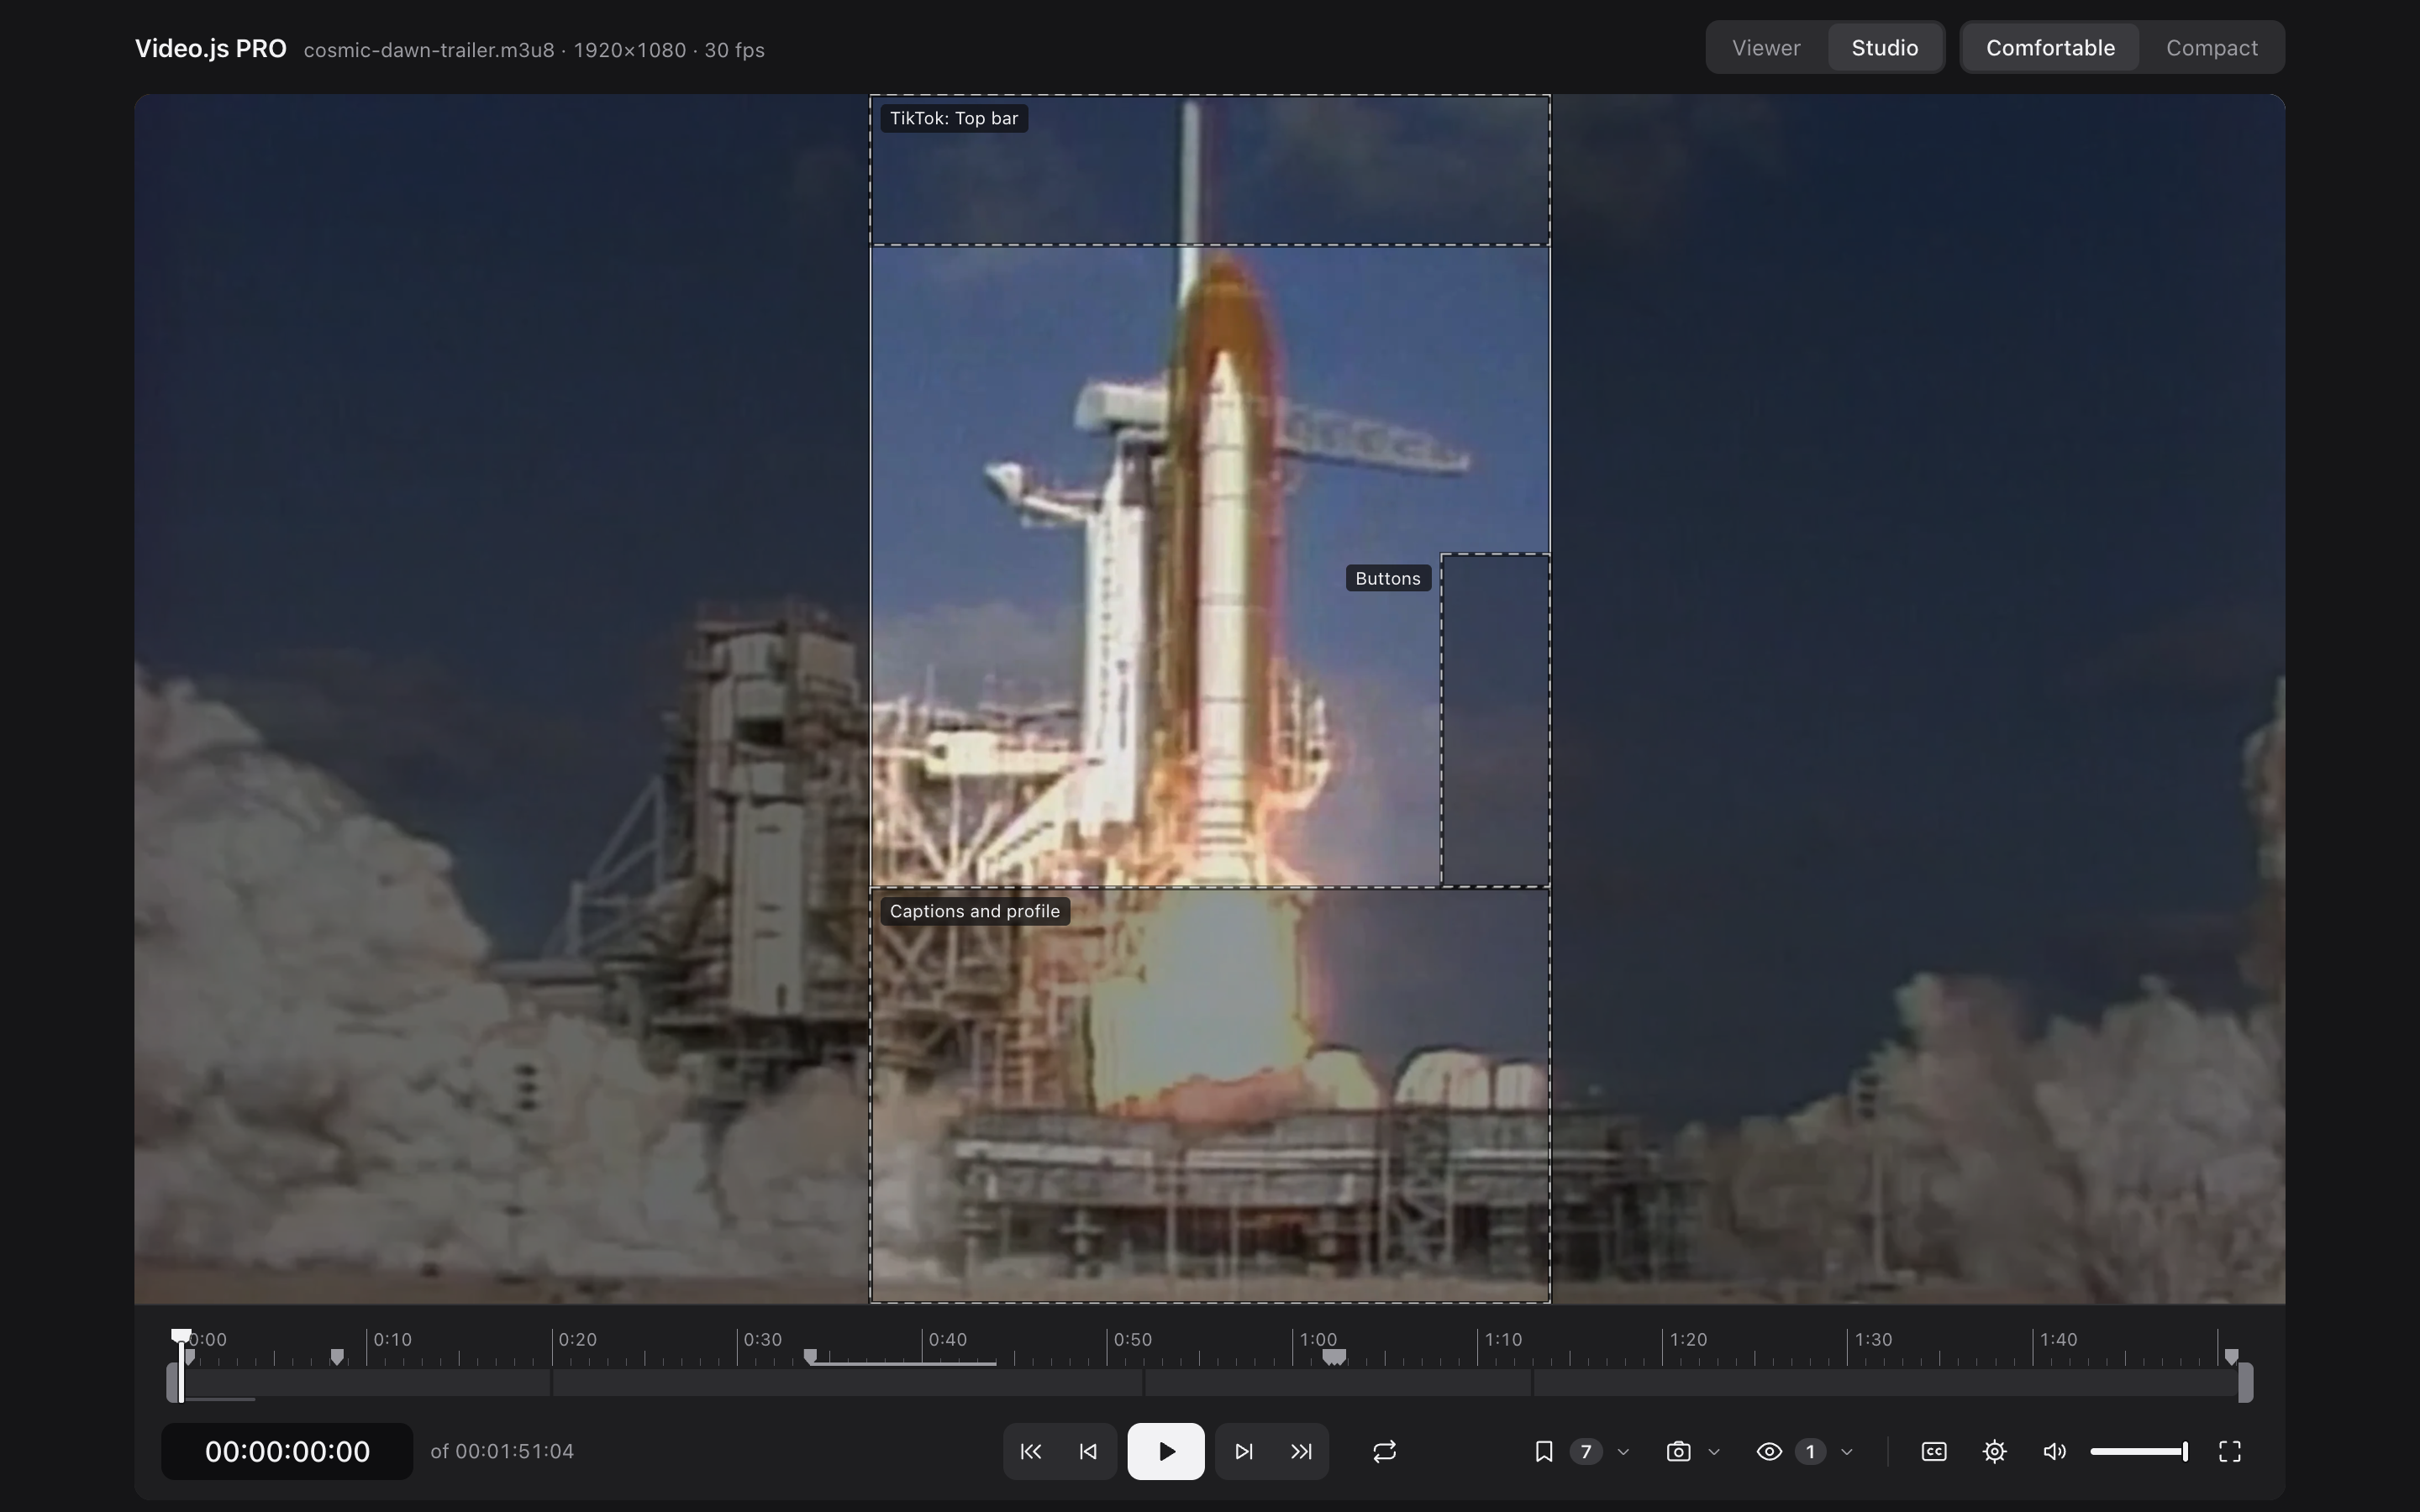 Video.js PRO cosmic-dawn-trailer.m3u8 · 1920×1080 · 30 fps
Viewer Studio Comfortable Compact
TikTok: Top bar
Buttons
Captions and profile
0:00 0:10 0:20 0:30 0:40 0:50 1:00 1:10 1:20 1:30 1:40
00:00:00:00 of 00:01:51:04 7 1 CC